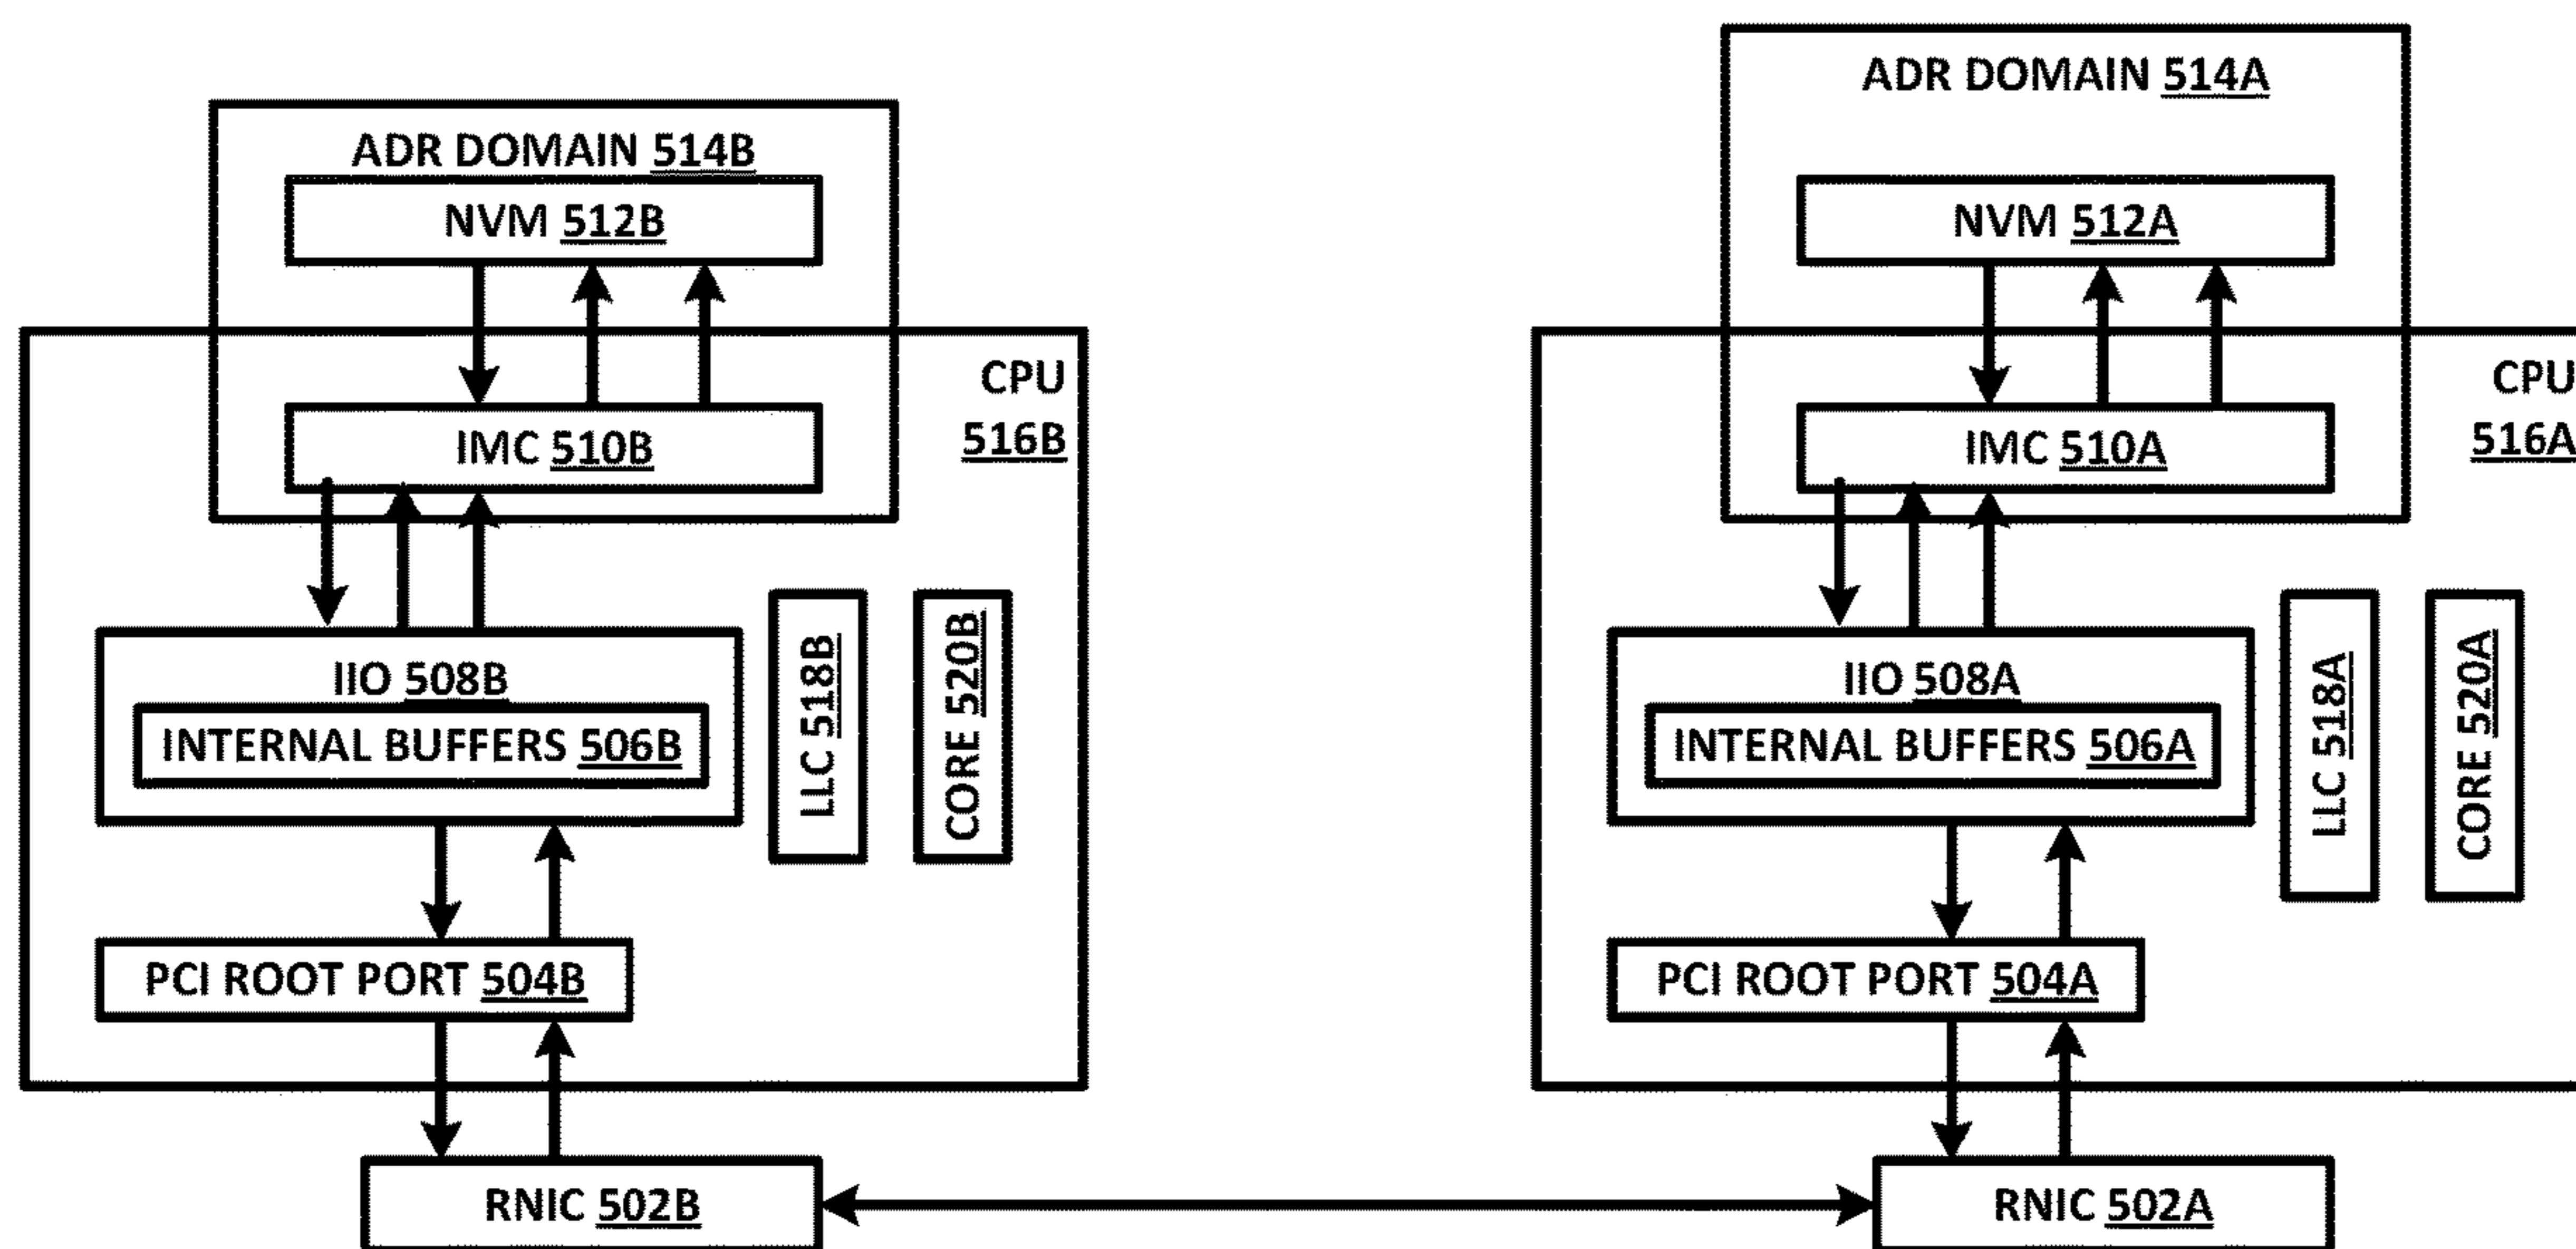 ADR DOMAIN 514B
NVM 512B
CPU
516B
IMC 510B
IIO 508B
INTERNAL BUFFERS 506B
LLC 518B
CORE 520B
PCI ROOT PORT 504B
RNIC 502B
ADR DOMAIN 514A
NVM 512A
CPU
516A
IMC 510A
IIO 508A
INTERNAL BUFFERS 506A
LLC 518A
CORE 520A
PCI ROOT PORT 504A
RNIC 502A